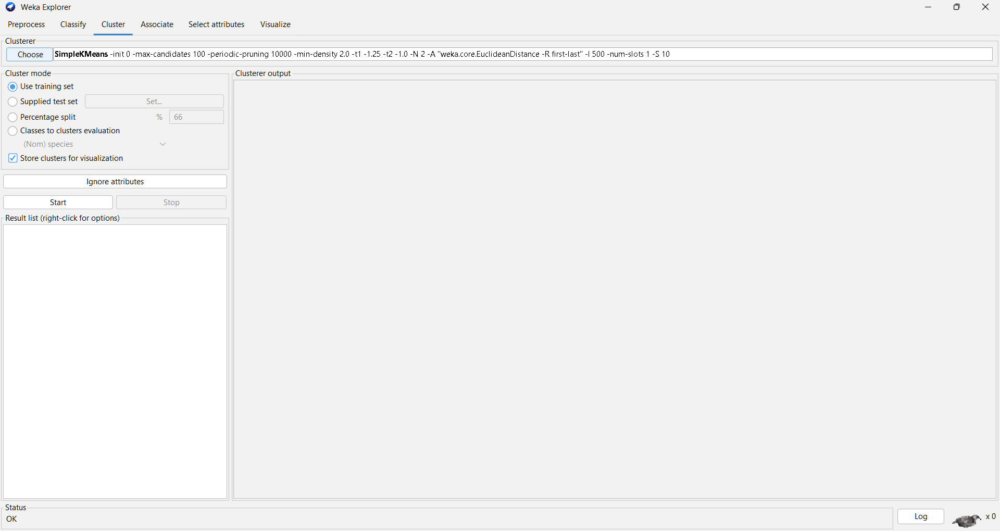 Weka Explorer
Preprocess Classify Cluster Associate Select attributes Visualize
Clusterer
Choose SimpleKMeans -init 0 -max-candidates 100 -periodic-pruning 10000 -min-density 2.0 -t1 -1.25 -t2 -1.0 -N 2 -A "weka.core.EuclideanDistance -R first-last" -I 500 -num-slots 1 -S 10
Cluster mode
Use training set
Supplied test set Set...
Percentage split % 66
Classes to clusters evaluation
(Nom) species
Store clusters for visualization
Ignore attributes
Start Stop
Result list (right-click for options)
Clusterer output
Status
OK
Log x 0